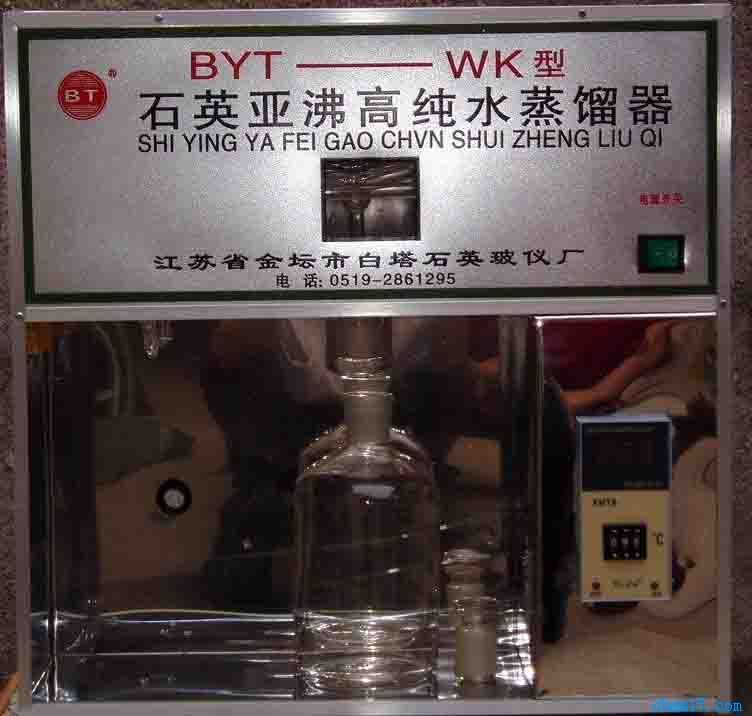 BYT —— WK 型
BT ®
石英亚沸高纯水蒸馏器
SHI YING YA FEI GAO CHVN SHUI ZHENG LIU QI
电源开关
江苏省金坛市白塔石英玻仪厂
电 话: 0519-2861295
XMTB
℃